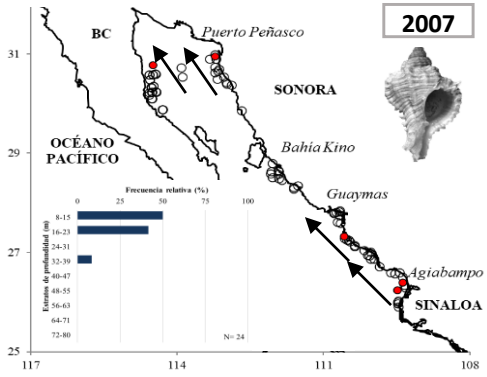 2007
BC
Puerto Peñasco
31
SONORA
OCÉANO
PACÍFICO
Bahía Kino
29
Guaymas
Frecuencia relativa (%)
0 25 50 75 100
Estratos de profundidad (m)
8-15
16-23
24-31
32-39
40-47
48-55
56-63
64-71
72-80
N= 24
27
Agiabampo
SINALOA
25
117 114 111 108